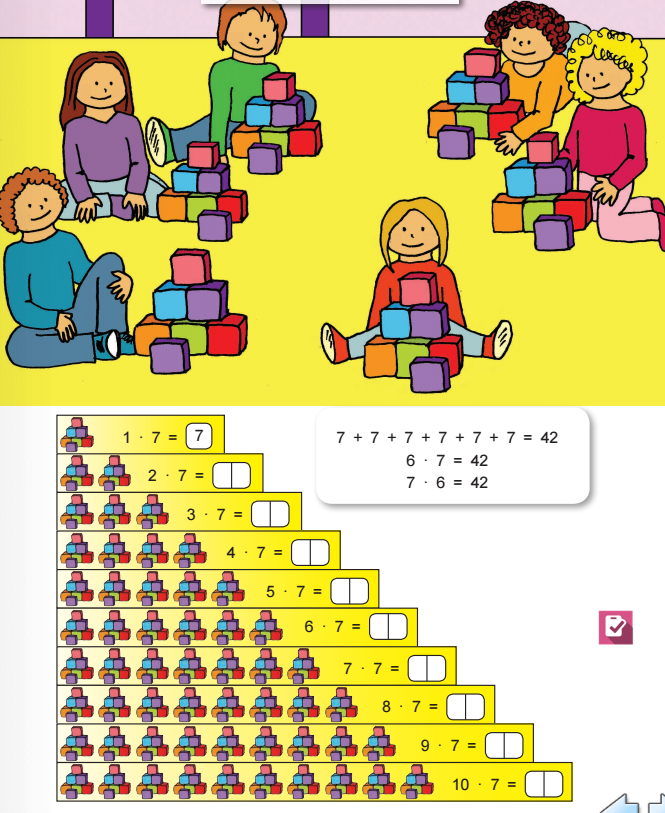 7 + 7 + 7 + 7 + 7 + 7 = 42
6 · 7 = 42
7 · 6 = 42
1 · 7 = 7
2 · 7 =
3 · 7 =
4 · 7 =
5 · 7 =
6 · 7 =
7 · 7 =
8 · 7 =
9 · 7 =
10 · 7 =